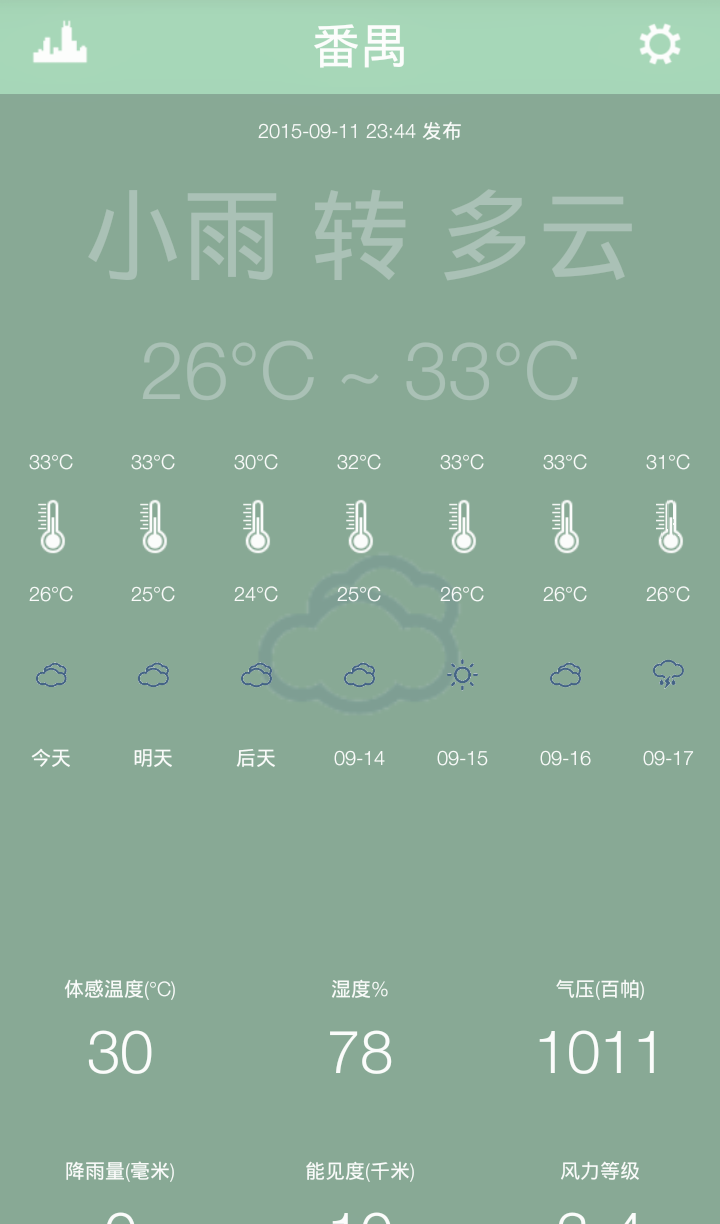 番禺
2015-09-11 23:44 发布
小雨 转 多云
26°C ~ 33°C
33°C 33°C 30°C 32°C 33°C 33°C 31°C
26°C 25°C 24°C 25°C 26°C 26°C 26°C
今天 明天 后天 09-14 09-15 09-16 09-17
体感温度(°C) 湿度% 气压(百帕)
30 78 1011
降雨量(毫米) 能见度(千米) 风力等级